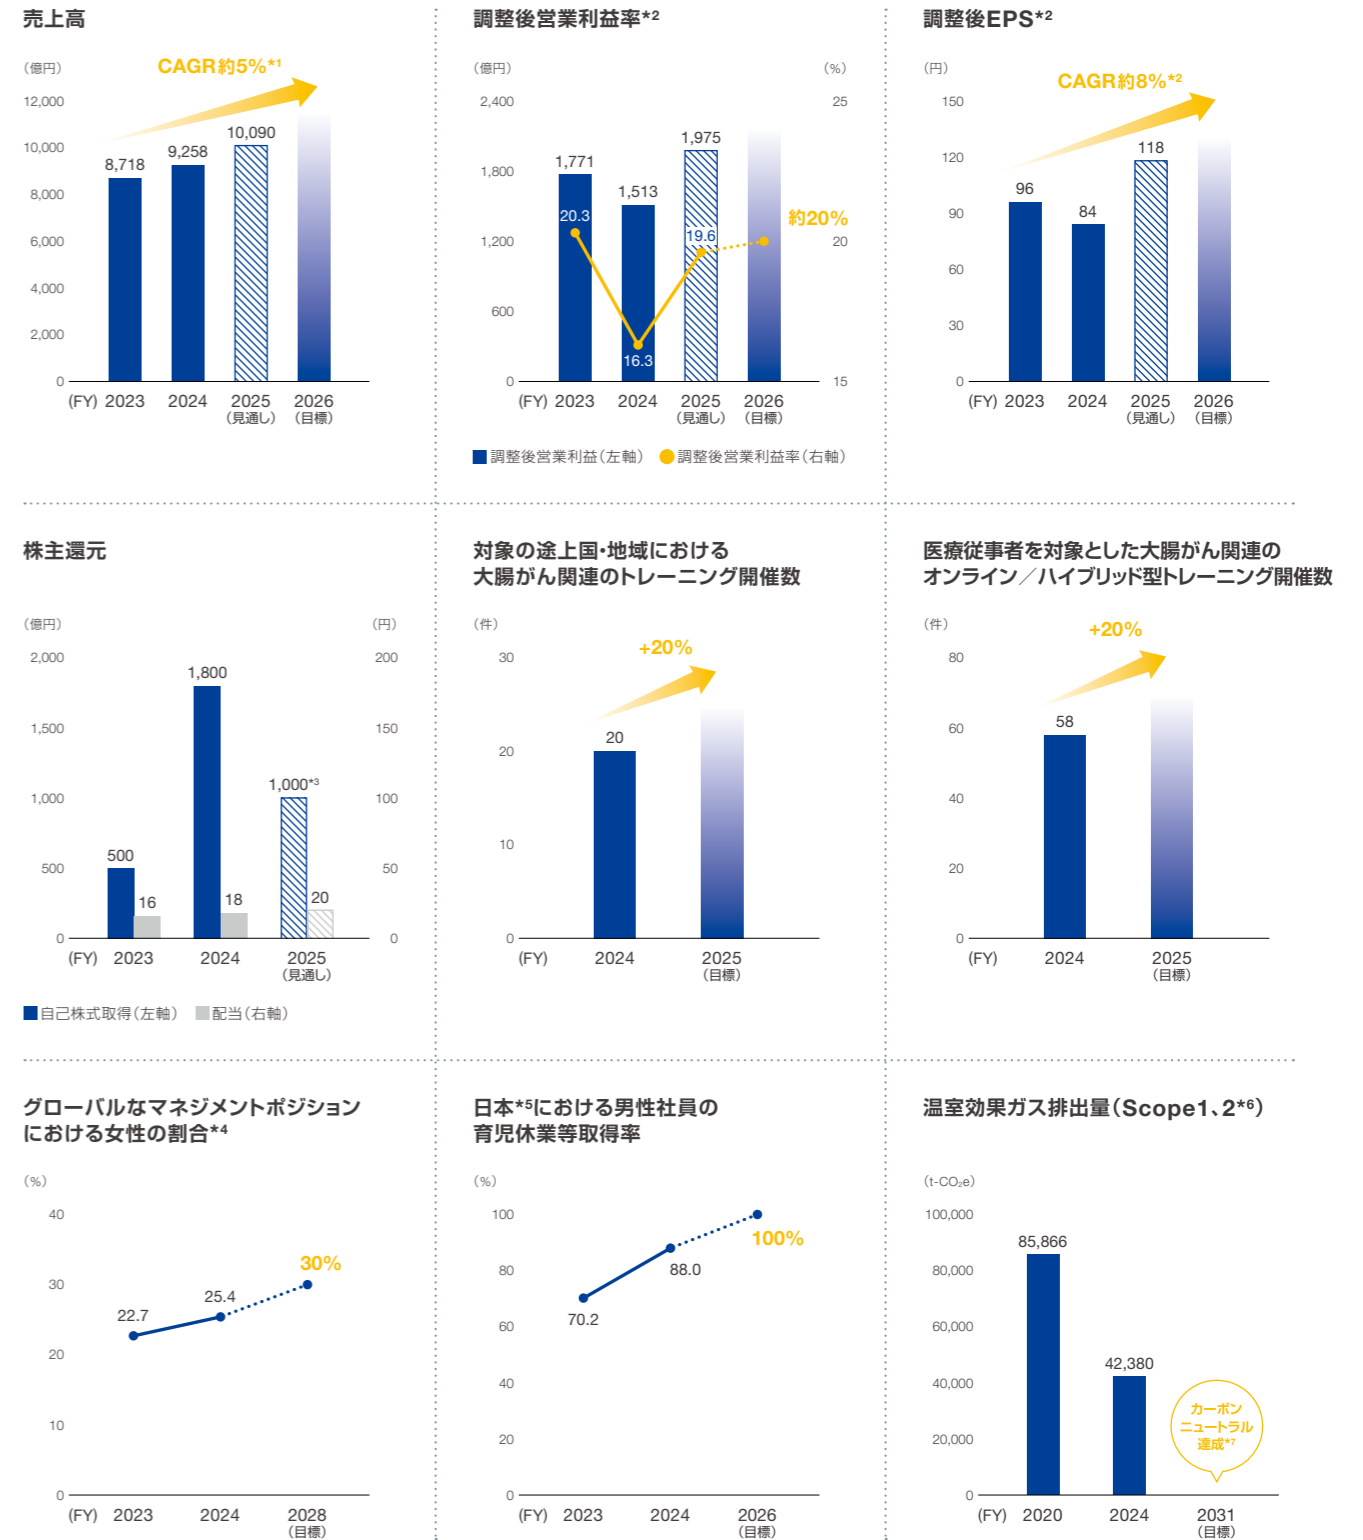 売上高
（億円）
CAGR約5%*1
12,000
10,000
8,000
6,000
4,000
2,000
0
8,718
9,258
10,090
(FY) 2023 2024 2025 2026
（見通し） （目標）
調整後営業利益率*2
（億円） （%）
2,400
1,800
1,200
600
0
25
20
15
1,771
1,513
1,975
20.3
16.3
19.6
約20%
(FY) 2023 2024 2025 2026
（見通し） （目標）
調整後営業利益（左軸） 調整後営業利益率（右軸）
調整後EPS*2
（円）
CAGR約8%*2
150
120
90
60
30
0
96
84
118
(FY) 2023 2024 2025 2026
（見通し） （目標）
株主還元
（億円） （円）
2,000
1,500
1,000
500
0
200
150
100
50
0
500
16
1,800
18
1,000*3
20
(FY) 2023 2024 2025
（見通し）
自己株式取得（左軸） 配当（右軸）
対象の途上国・地域における
大腸がん関連のトレーニング開催数
（件）
+20%
30
20
10
0
20
(FY) 2024 2025
（目標）
医療従事者を対象とした大腸がん関連の
オンライン／ハイブリッド型トレーニング開催数
（件）
+20%
80
60
40
20
0
58
(FY) 2024 2025
（目標）
グローバルなマネジメントポジション
における女性の割合*4
（%）
40
30
20
10
0
22.7
25.4
30%
(FY) 2023 2024 2028
（目標）
日本*5における男性社員の
育児休業等取得率
（%）
100
80
60
40
20
0
70.2
88.0
100%
(FY) 2023 2024 2026
（目標）
温室効果ガス排出量（Scope1、2*6）
（t-CO₂e）
100,000
80,000
60,000
40,000
20,000
0
85,866
42,380
カーボン
ニュートラル
達成*7
(FY) 2020 2024 2031
（目標）